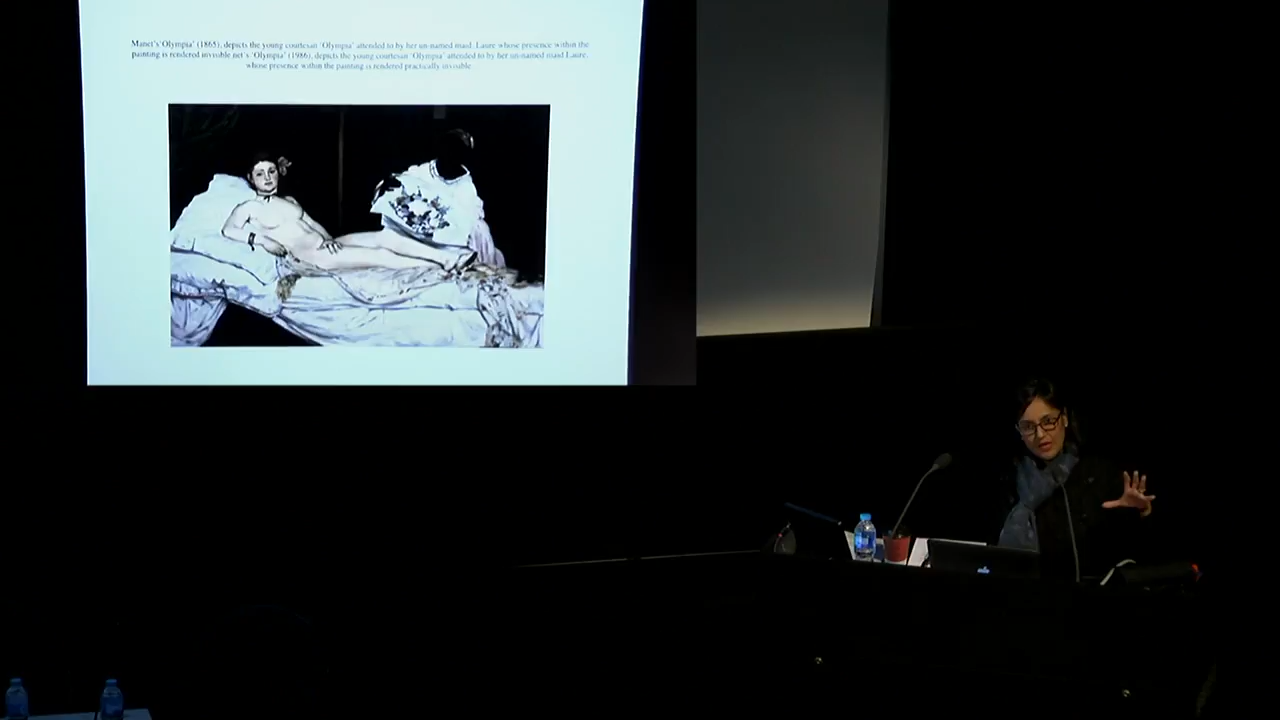 Manet's 'Olympia' (1865), depicts the young courtesan 'Olympia' attended to by her un-named maid, Laure whose presence within the
painting is rendered invisible.net's 'Olympia' (1986), depicts the young courtesan 'Olympia' attended to by her un-named maid Laure,
whose presence within the painting is rendered practically invisible.